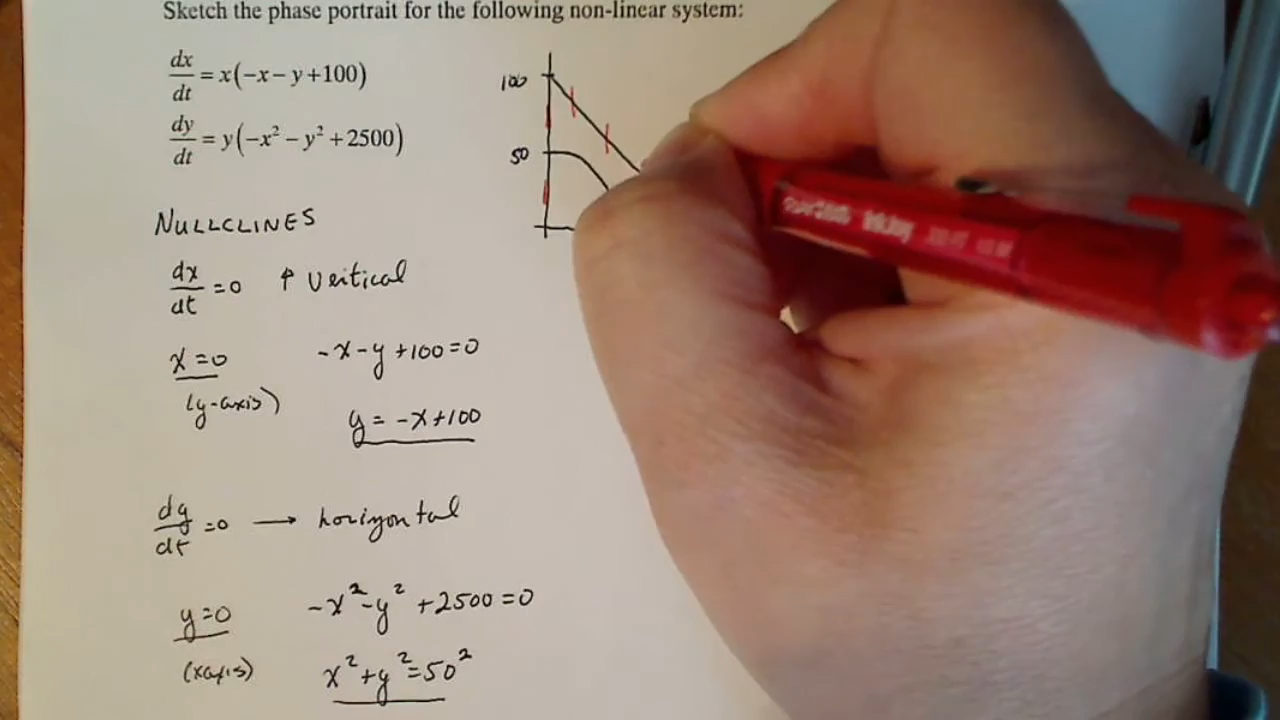 Sketch the phase portrait for the following non-linear system:
dx/dt = x(-x - y + 100)
dy/dt = y(-x² - y² + 2500)
100
50
NULLCLINES
dx/dt = 0 ↑ vertical
x = 0 -x - y + 100 = 0
(y-axis) y = -x + 100
dy/dt = 0 → horizontal
y = 0 -x² - y² + 2500 = 0
(x axis) x² + y² = 50²